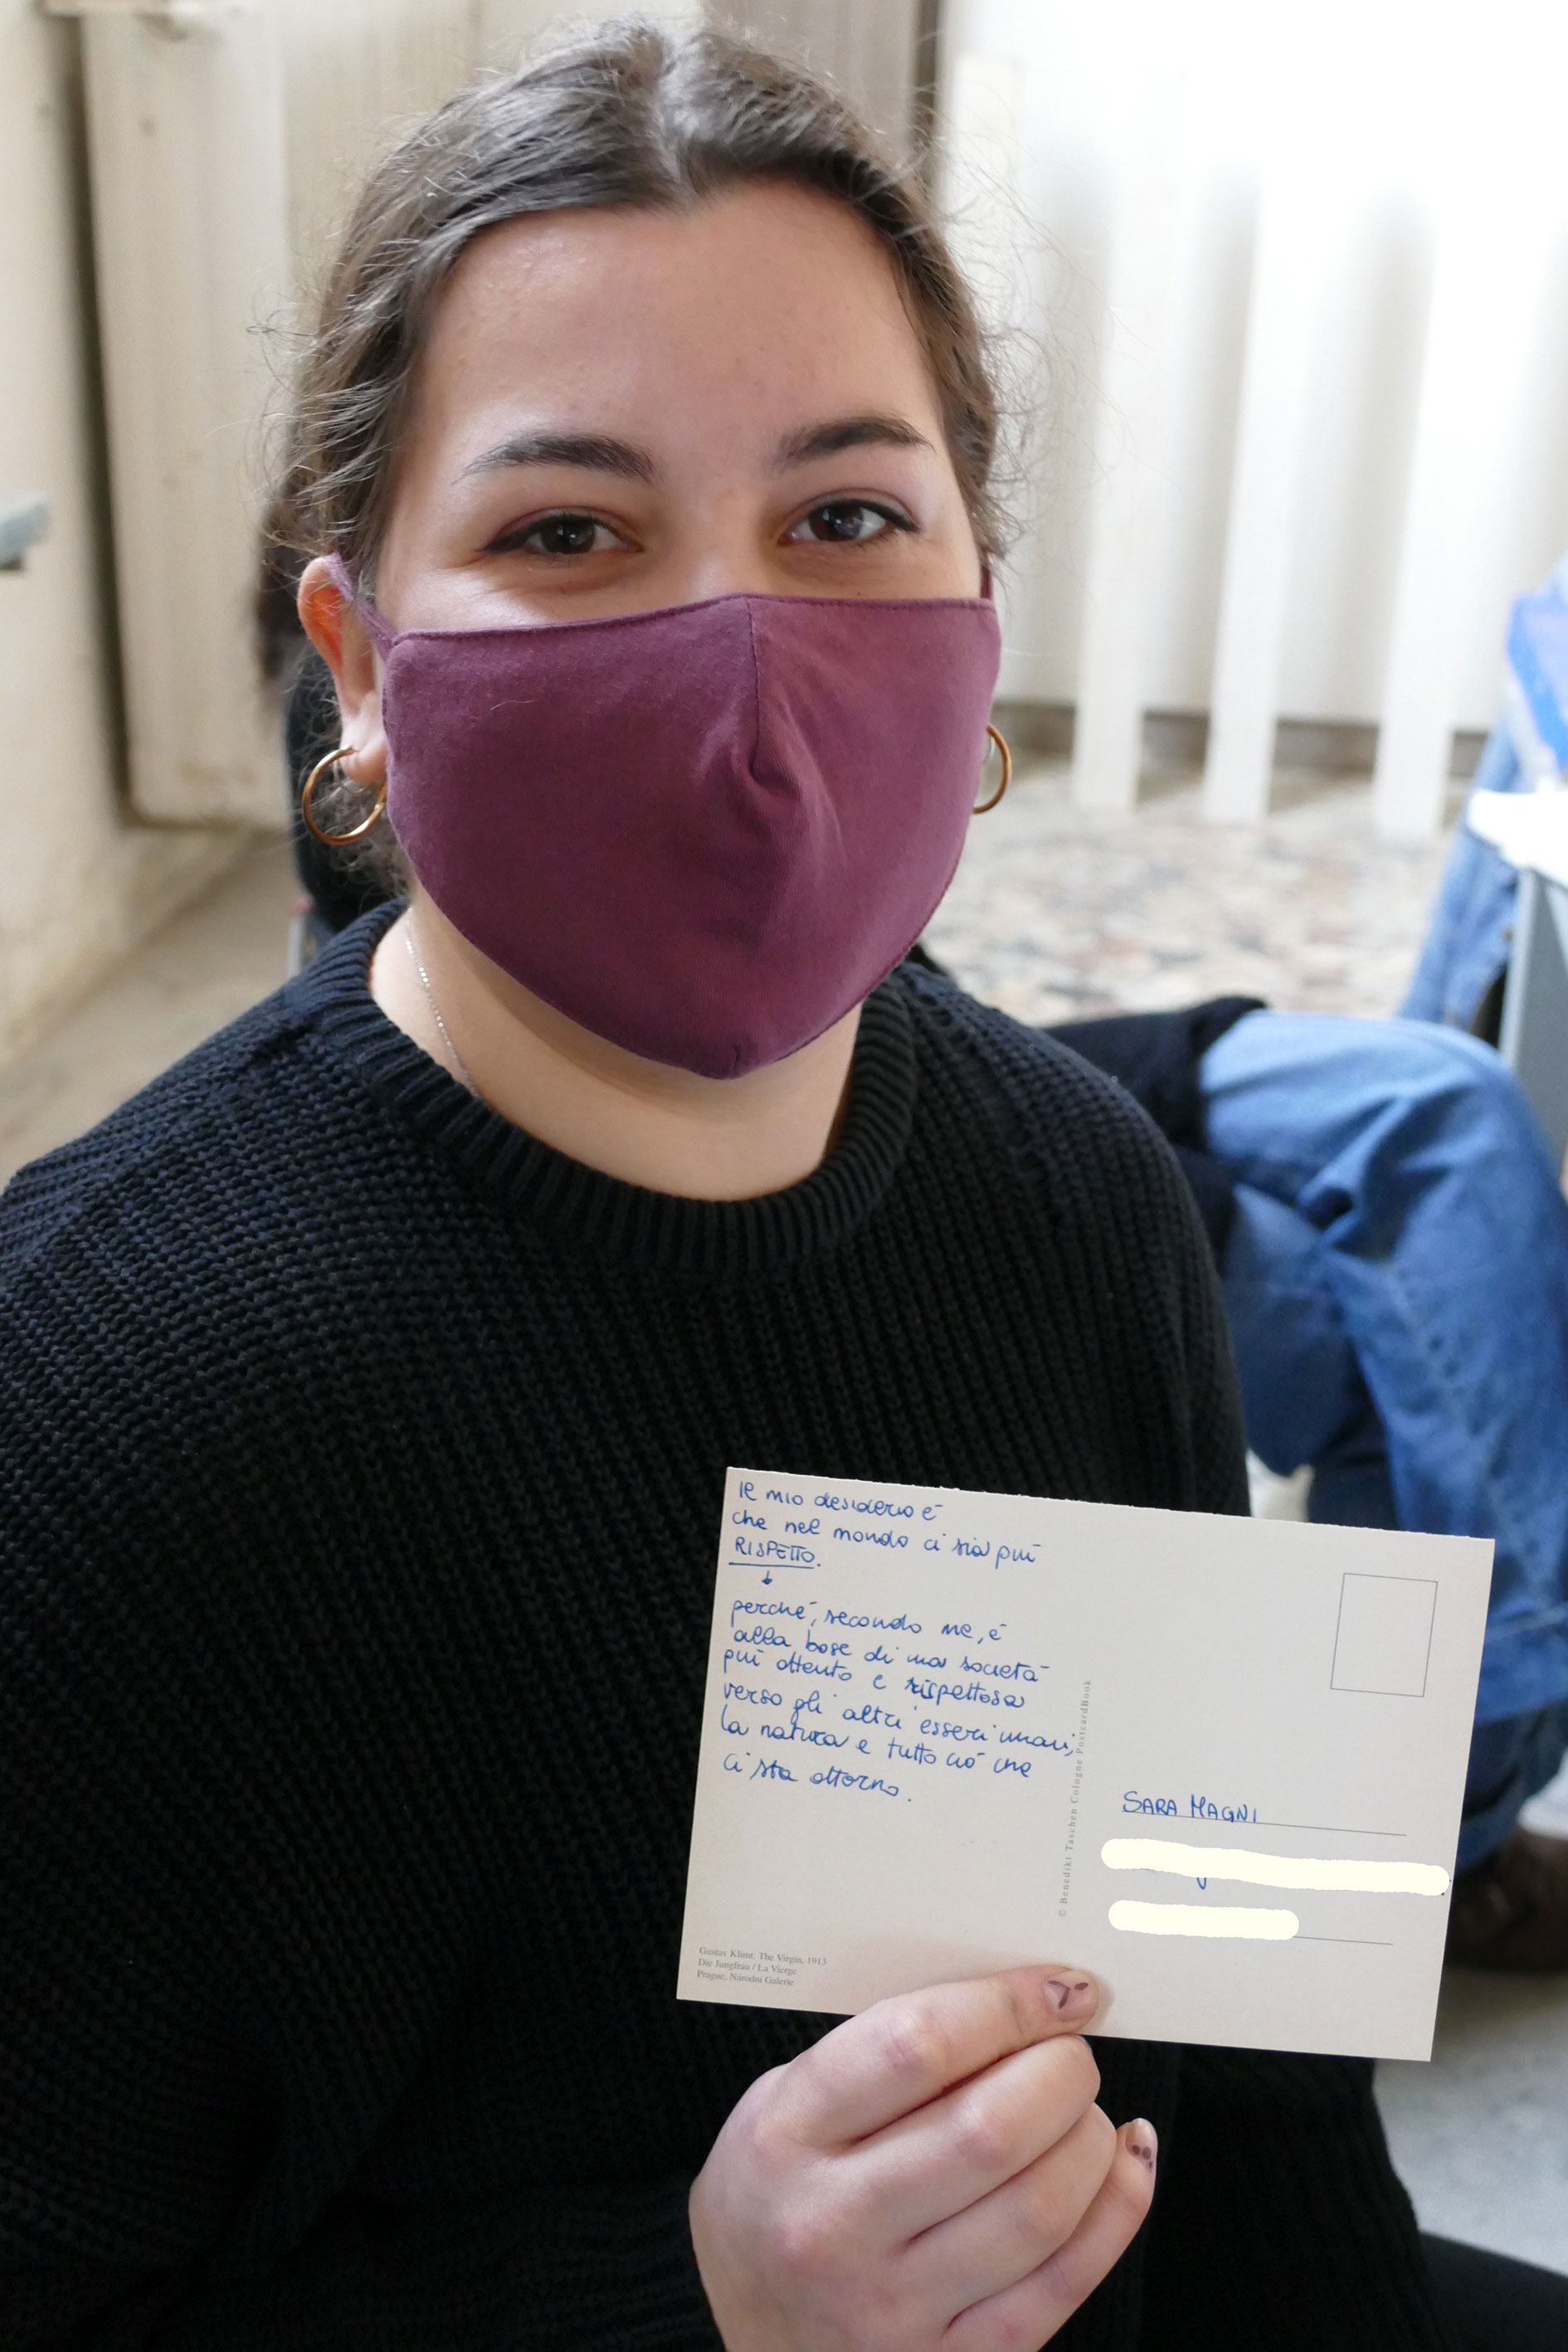 Il mio desiderio è
che nel mondo ci sia più
RISPETTO.
perché, secondo me, è
alla base di una società
più attenta e rispettosa
verso gli altri esseri umani,
la natura e tutto ciò che
ci sta attorno.
Gustav Klimt: The Virgin, 1913
Die Jungfrau / La Vierge
Prague, Národní Galerie
© Benedikt Taschen Cologne PostcardBook
SARA MAGNI